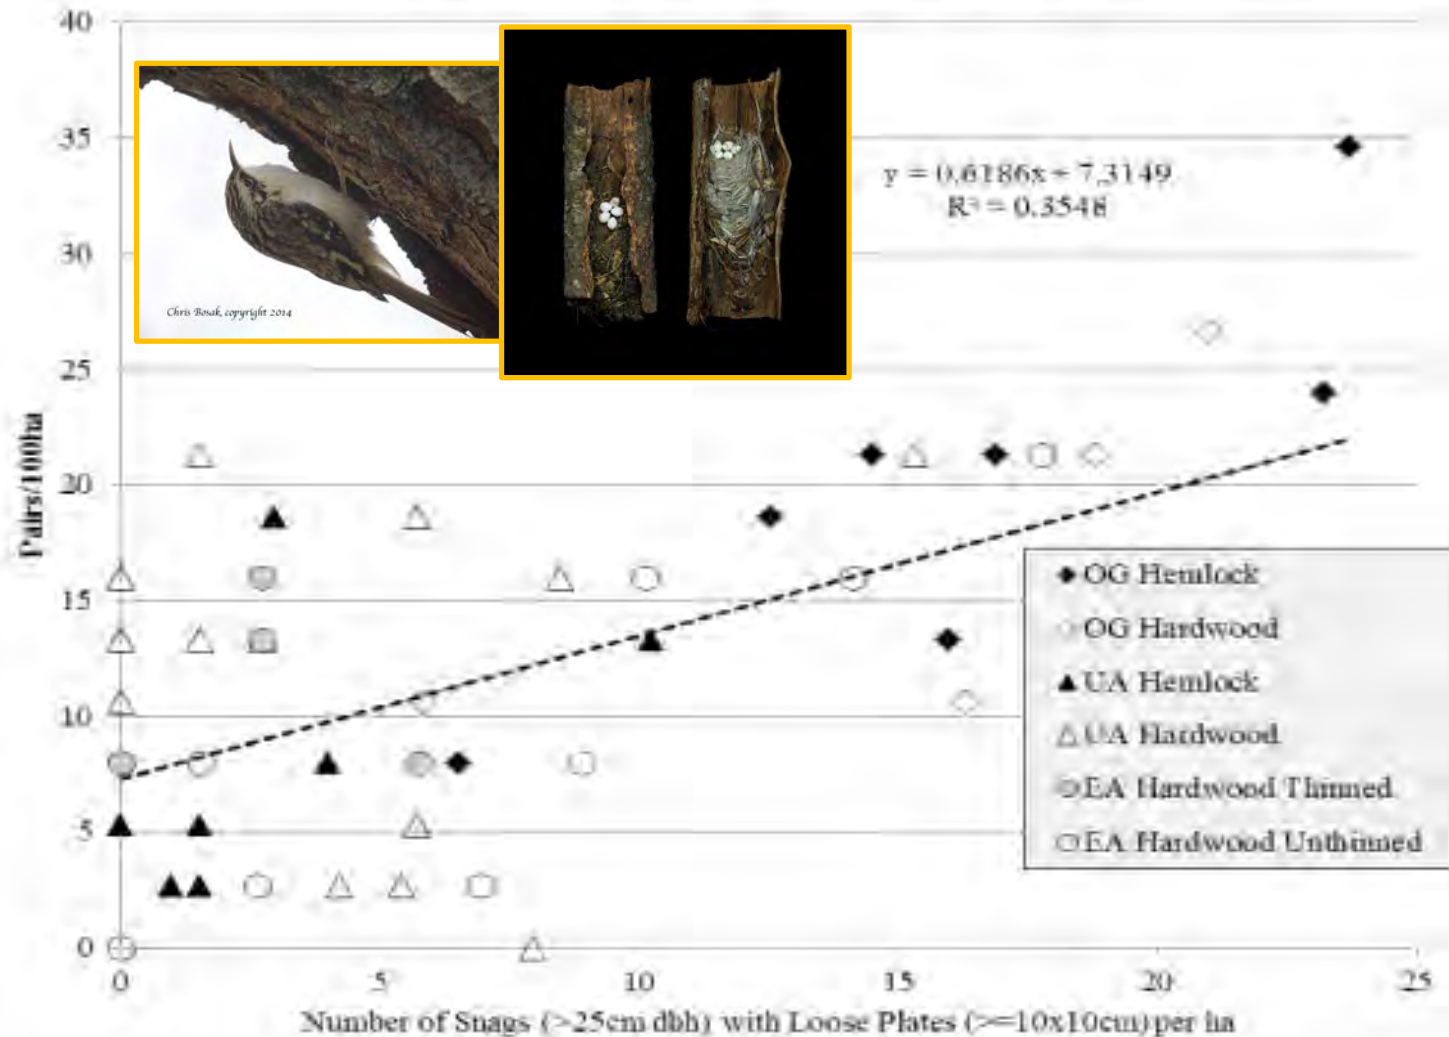 40
35
30
25
20
15
10
5
0
Pairs/100ha
Chris Bosak, copyright 2014
y = 0.6186x + 7.3149
R² = 0.3548
OG Hemlock
OG Hardwood
UA Hemlock
UA Hardwood
EA Hardwood Thinned
EA Hardwood Unthinned
0 5 10 15 20 25
Number of Snags (>25cm dbh) with Loose Plates (>=10x10cm) per ha